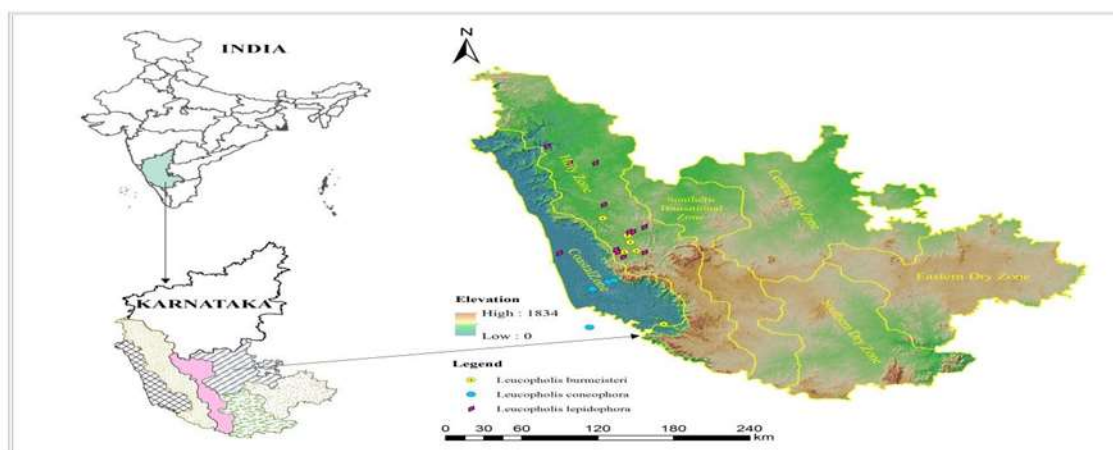 INDIA
KARNATAKA
N
Hilly Zone
Coastal Zone
Southern
Transitional
Zone
Central Dry Zone
Eastern Dry Zone
Southern Dry Zone
Elevation
High : 1834
Low : 0
Legend
Leucopholis burmeisteri
Leucopholis coneophora
Leucopholis lepidophora
0 30 60 120 180 240
km